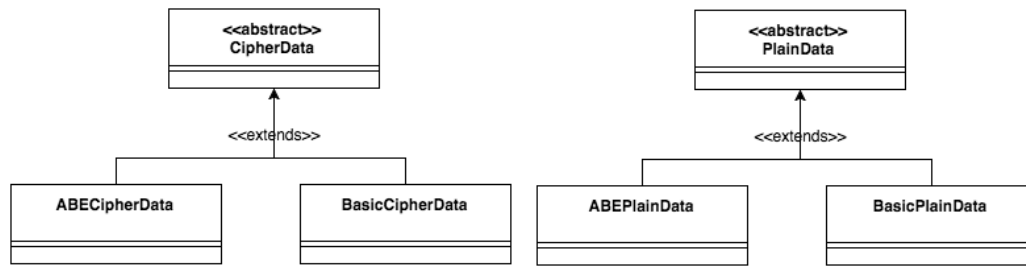 <<abstract>>
CipherData
<<extends>>
ABECipherData
BasicCipherData
<<abstract>>
PlainData
<<extends>>
ABEPlainData
BasicPlainData